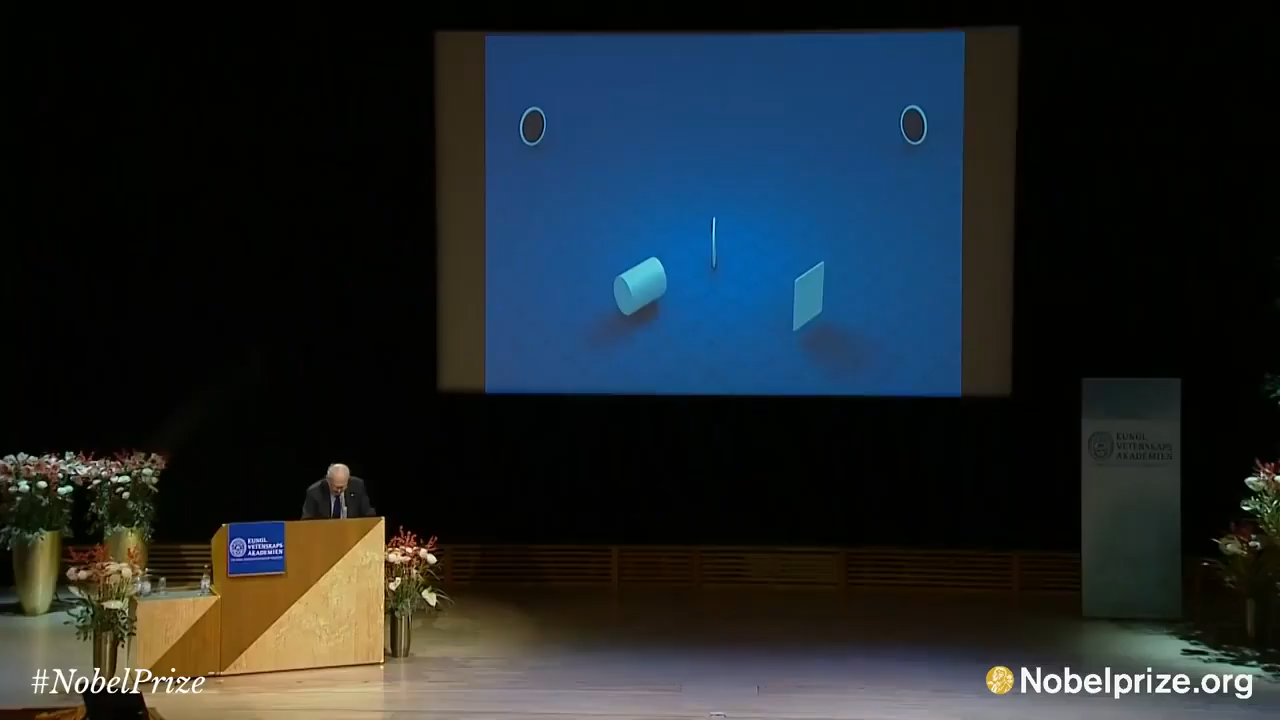 KUNGL.
VETENSKAPS
AKADEMIEN
KUNGL.
VETENSKAPS
AKADEMIEN
#NobelPrize
Nobelprize.org